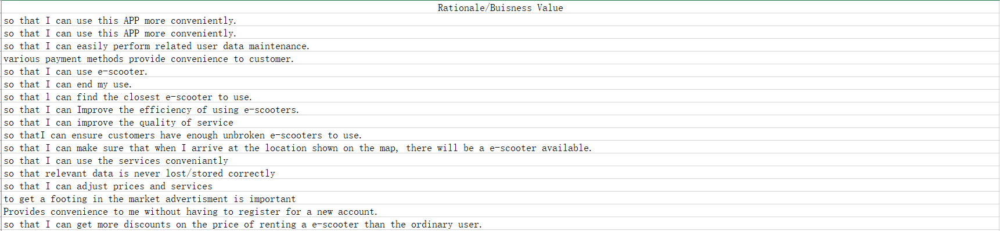 Rationale/Buisness Value
so that I can use this APP more conveniently.
so that I can use this APP more conveniently.
so that I can easily perform related user data maintenance.
various payment methods provide convenience to customer.
so that I can use e-scooter.
so that I can end my use.
so that l can find the closest e-scooter to use.
so that I can Improve the efficiency of using e-scooters.
so that I can improve the quality of service
so thatI can ensure customers have enough unbroken e-scooters to use.
so that I can make sure that when I arrive at the location shown on the map, there will be a e-scooter available.
so that I can use the services conveniantly
so that relevant data is never lost/stored correctly
so that I can adjust prices and services
to get a footing in the market advertisment is important
Provides convenience to me without having to register for a new account.
so that I can get more discounts on the price of renting a e-scooter than the ordinary user.